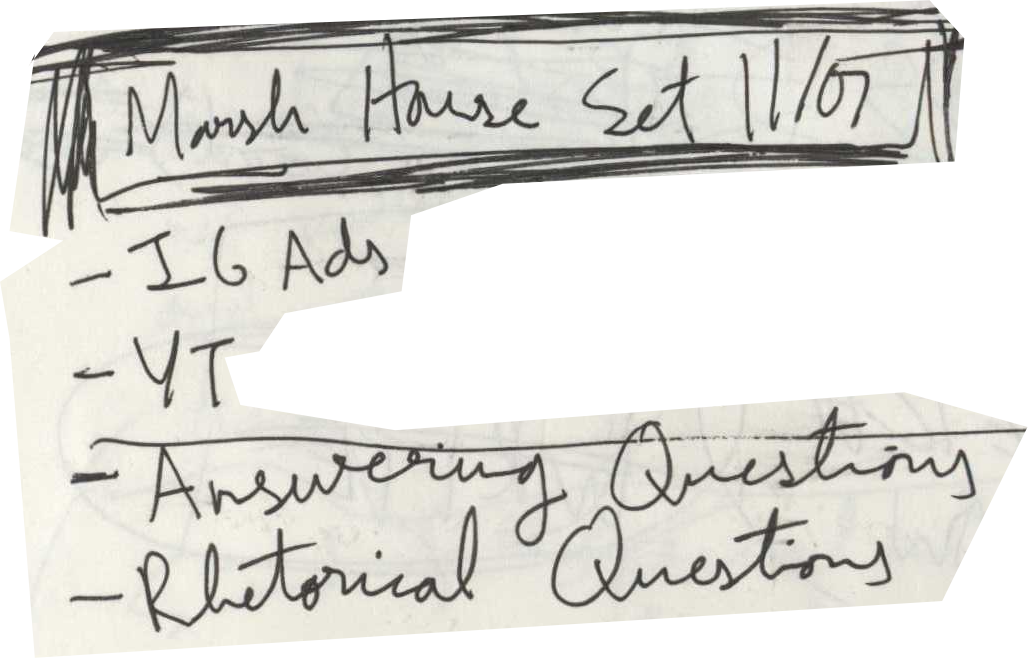 Marsh House Set 11/07
- IG Ads
- YT
- Answering Questions
- Rhetorical Questions